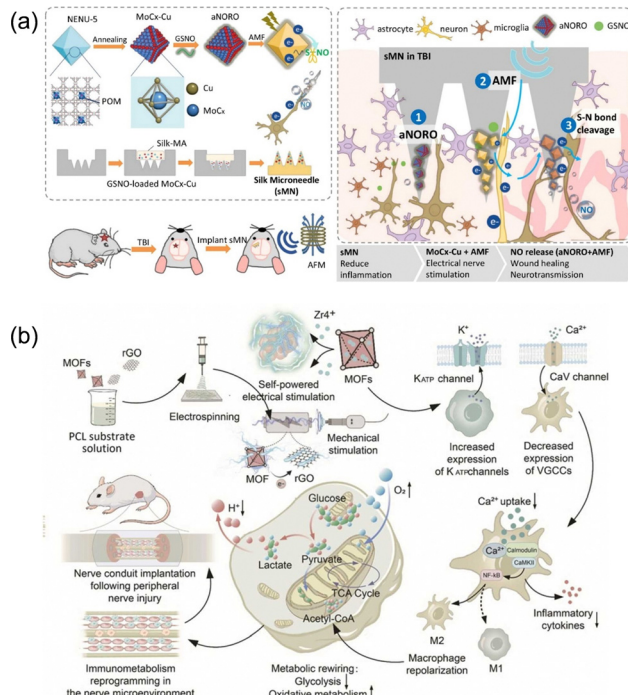 (a)
NENU-5
MoCx-Cu
aNORO
Annealing
GSNO
AMF
e-
S
NO
POM
Cu
MoCx
NO
Silk-MA
GSNO-loaded MoCx-Cu
Silk Microneedle
(sMN)
TBI
Implant sMN
AFM
astrocyte
neuron
microglia
aNORO
GSNO
sMN in TBI
2 AMF
1
aNORO
3
S-N bond
cleavage
e-
NO
sMN
Reduce
inflammation
MoCx-Cu + AMF
Electrical nerve
stimulation
NO release (aNORO+AMF)
Wound healing
Neurotransmission
(b)
MOFs
rGO
PCL substrate
solution
Electrospinning
Zr4+
Self-powered
electrical stimulation
MOFs
Mechanical
stimulation
MOF
rGO
K+
KATP channel
Increased
expression
of KATPchannels
Ca²⁺
CaV channel
Decreased
expression
of VGCCs
Ca²⁺uptake
Ca²⁺
Calmodulin
CaMKII
NF-kB
Inflammatory
cytokines
M2
M1
Macrophage
repolarization
H⁺
Glucose
O₂
Lactate
Pyruvate
TCA Cycle
Acetyl-CoA
Metabolic rewiring:
Glycolysis
Oxidative metabolism
Nerve conduit implantation
following peripheral
nerve injury
Immunometabolism
reprogramming in
the nerve microenvironment